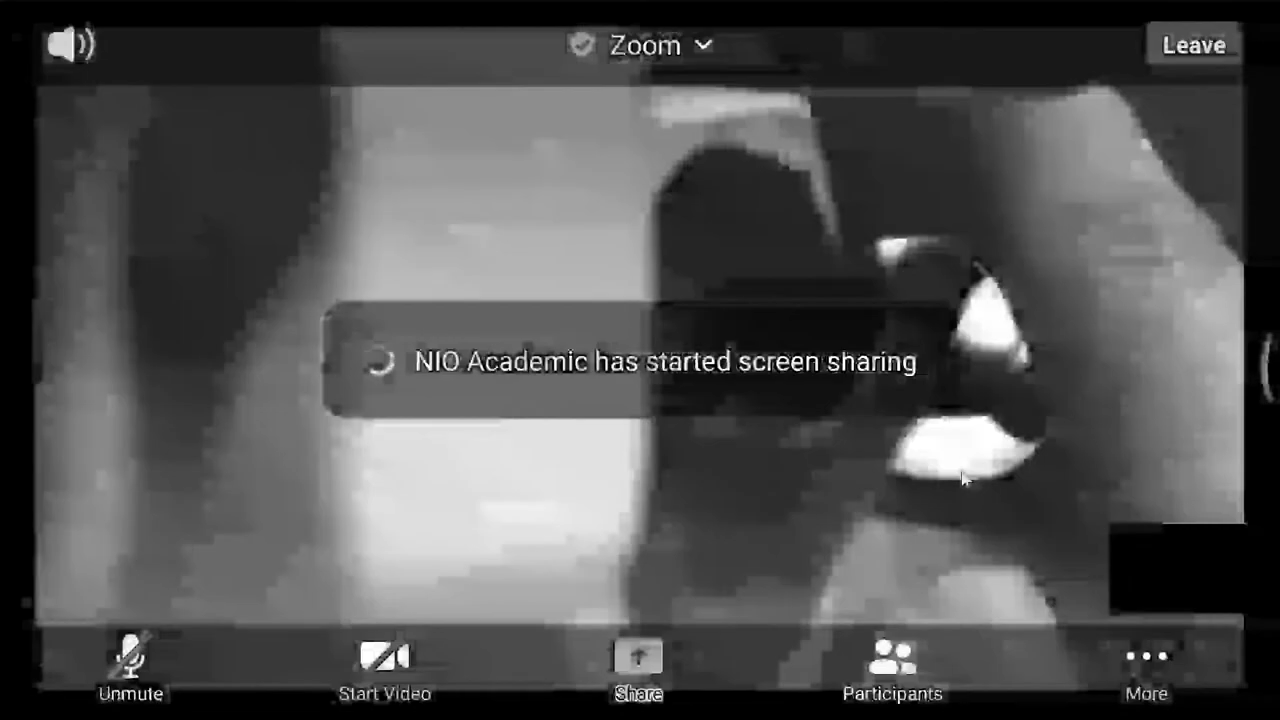 Zoom
Leave
NIO Academic has started screen sharing
Unmute
Start Video
Share
Participants
More